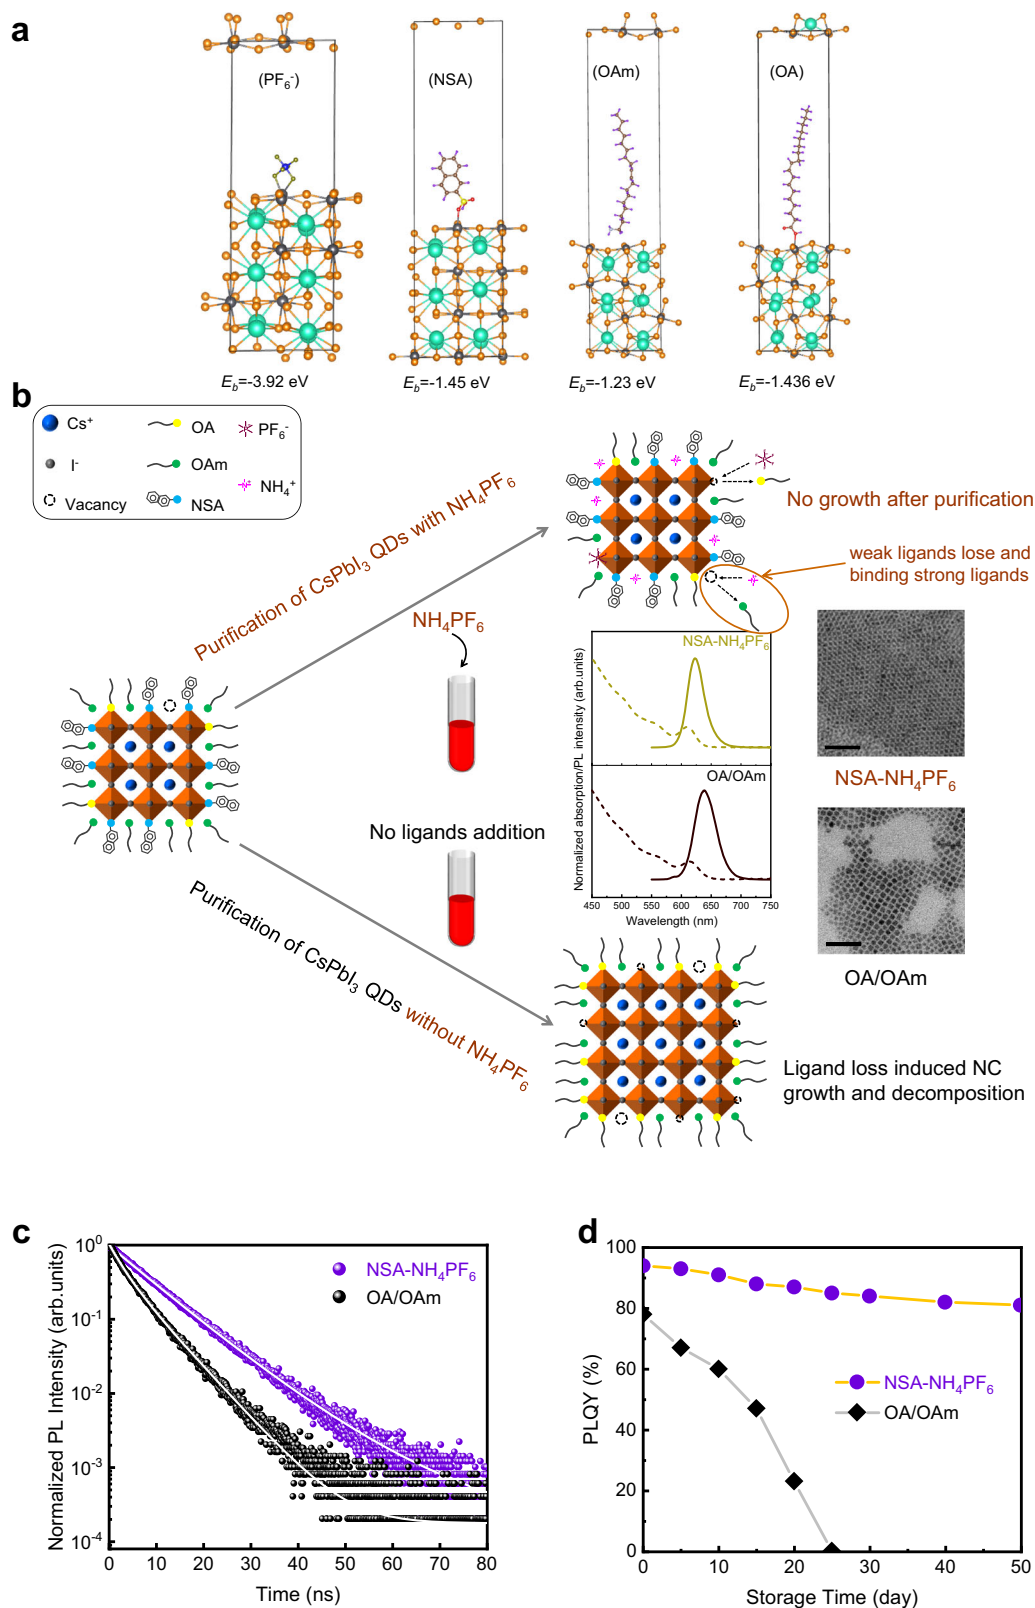 a
(PF₆⁻)
(NSA)
(OAm)
(OA)
E_b=-3.92 eV
E_b=-1.45 eV
E_b=-1.23 eV
E_b=-1.436 eV
b
Cs⁺
OA
PF₆⁻
I⁻
OAm
NH₄⁺
Vacancy
NSA
Purification of CsPbI₃ QDs with NH₄PF₆
No growth after purification
weak ligands lose and
binding strong ligands
NH₄PF₆
No ligands addition
Normalized absorption/PL intensity (arb.units)
NSA-NH₄PF₆
OA/OAm
450 500 550 600 650 700 750
Wavelength (nm)
NSA-NH₄PF₆
OA/OAm
Purification of CsPbI₃ QDs without NH₄PF₆
Ligand loss induced NC
growth and decomposition
c
Normalized PL Intensity (arb.units)
10⁰
10⁻¹
10⁻²
10⁻³
10⁻⁴
NSA-NH₄PF₆
OA/OAm
0 10 20 30 40 50 60 70 80
Time (ns)
d
PLQY (%)
100
80
60
40
20
0
NSA-NH₄PF₆
OA/OAm
0 10 20 30 40 50
Storage Time (day)